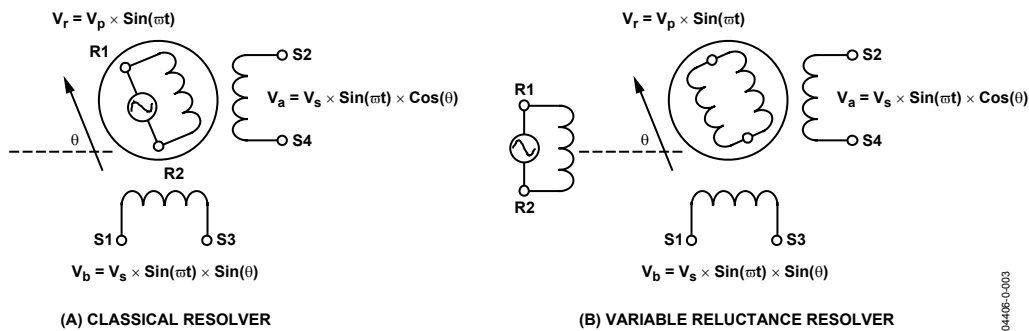 V_r = V_p × Sin(ϖt)
R1
θ
R2
S2
V_a = V_s × Sin(ϖt) × Cos(θ)
S4
S1
S3
V_b = V_s × Sin(ϖt) × Sin(θ)
(A) CLASSICAL RESOLVER
V_r = V_p × Sin(ϖt)
R1
R2
θ
S2
V_a = V_s × Sin(ϖt) × Cos(θ)
S4
S1
S3
V_b = V_s × Sin(ϖt) × Sin(θ)
(B) VARIABLE RELUCTANCE RESOLVER
04406-0-003